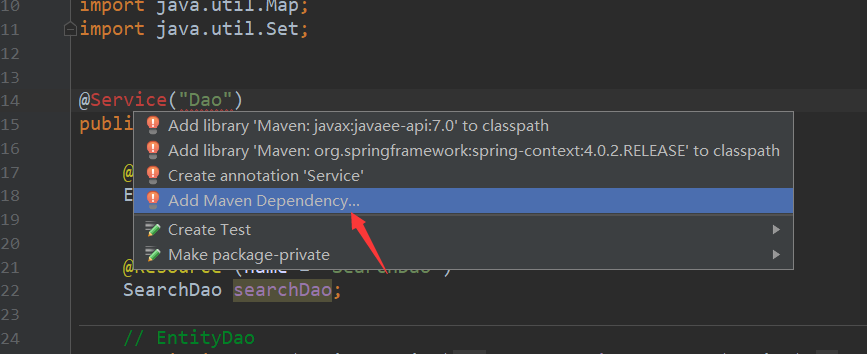 10 import java.util.Map;
11 import java.util.Set;
12
13
14 @Service("Dao")
15 publi
Add library 'Maven: javax:javaee-api:7.0' to classpath
Add library 'Maven: org.springframework:spring-context:4.0.2.RELEASE' to classpath
17 @
Create annotation 'Service'
18 E
Add Maven Dependency...
19
Create Test
20
Make package-private
21 @Resource (name = "SearchDao")
22 SearchDao searchDao;
23
24 // EntityDao